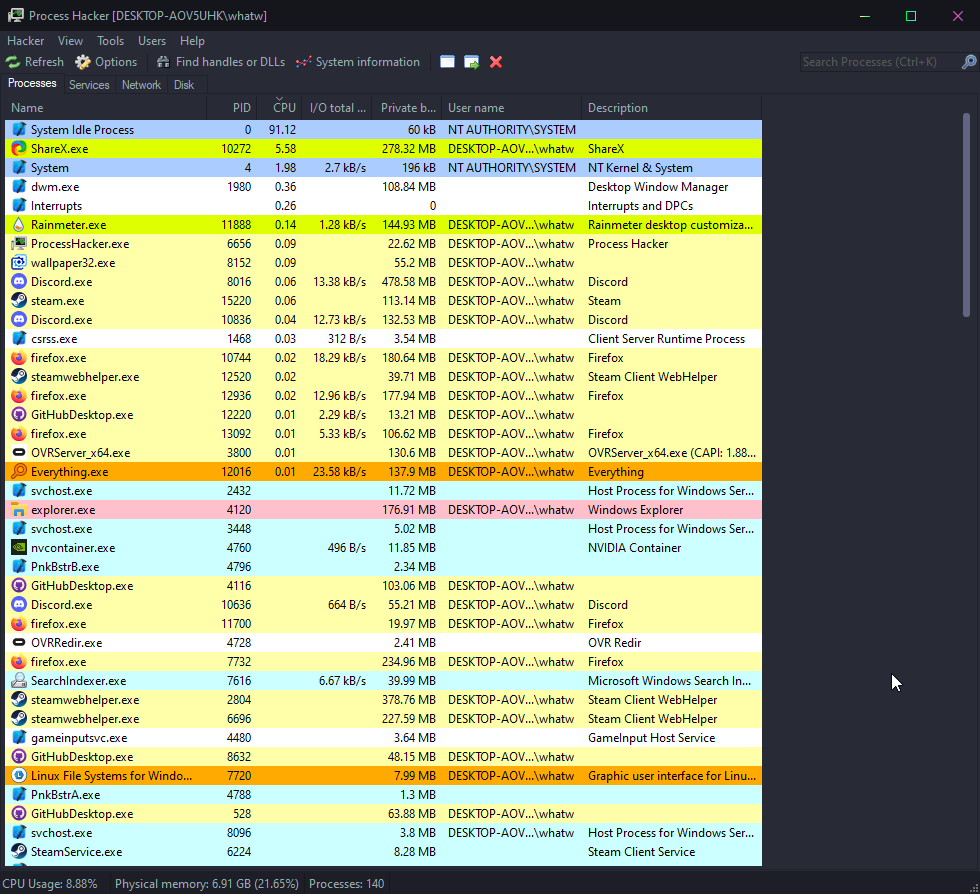 Process Hacker [DESKTOP-AOV5UHK\whatw]
Hacker View Tools Users Help
Refresh Options Find handles or DLLs System information Search Processes (Ctrl+K)
Processes Services Network Disk
Name PID CPU I/O total ... Private b... User name Description
System Idle Process 0 91.12 60 kB NT AUTHORITY\SYSTEM
ShareX.exe 10272 5.58 278.32 MB DESKTOP-AOV...\whatw ShareX
System 4 1.98 2.7 kB/s 196 kB NT AUTHORITY\SYSTEM NT Kernel & System
dwm.exe 1980 0.36 108.84 MB Desktop Window Manager
Interrupts 0.26 0 Interrupts and DPCs
Rainmeter.exe 11888 0.14 1.28 kB/s 144.93 MB DESKTOP-AOV...\whatw Rainmeter desktop customiza...
ProcessHacker.exe 6656 0.09 22.62 MB DESKTOP-AOV...\whatw Process Hacker
wallpaper32.exe 8152 0.09 55.2 MB DESKTOP-AOV...\whatw
Discord.exe 8016 0.06 13.38 kB/s 478.58 MB DESKTOP-AOV...\whatw Discord
steam.exe 15220 0.06 113.14 MB DESKTOP-AOV...\whatw Steam
Discord.exe 10836 0.04 12.73 kB/s 132.53 MB DESKTOP-AOV...\whatw Discord
csrss.exe 1468 0.03 312 B/s 3.54 MB Client Server Runtime Process
firefox.exe 10744 0.02 18.29 kB/s 180.64 MB DESKTOP-AOV...\whatw Firefox
steamwebhelper.exe 12520 0.02 39.71 MB DESKTOP-AOV...\whatw Steam Client WebHelper
firefox.exe 12936 0.02 12.96 kB/s 177.94 MB DESKTOP-AOV...\whatw Firefox
GitHubDesktop.exe 12220 0.01 2.29 kB/s 13.21 MB DESKTOP-AOV...\whatw
firefox.exe 13092 0.01 5.33 kB/s 106.62 MB DESKTOP-AOV...\whatw Firefox
OVRServer_x64.exe 3800 0.01 130.6 MB DESKTOP-AOV...\whatw OVRServer_x64.exe (CAPI: 1.88...
Everything.exe 12016 0.01 23.58 kB/s 137.9 MB DESKTOP-AOV...\whatw Everything
svchost.exe 2432 11.72 MB Host Process for Windows Ser...
explorer.exe 4120 176.91 MB DESKTOP-AOV...\whatw Windows Explorer
svchost.exe 3448 5.02 MB Host Process for Windows Ser...
nvcontainer.exe 4760 496 B/s 11.85 MB NVIDIA Container
PnkBstrB.exe 4796 2.34 MB
GitHubDesktop.exe 4116 103.06 MB DESKTOP-AOV...\whatw
Discord.exe 10636 664 B/s 55.21 MB DESKTOP-AOV...\whatw Discord
firefox.exe 11700 19.97 MB DESKTOP-AOV...\whatw Firefox
OVRRedir.exe 4728 2.41 MB OVR Redir
firefox.exe 7732 234.96 MB DESKTOP-AOV...\whatw Firefox
SearchIndexer.exe 7616 6.67 kB/s 39.99 MB Microsoft Windows Search In...
steamwebhelper.exe 2804 378.76 MB DESKTOP-AOV...\whatw Steam Client WebHelper
steamwebhelper.exe 6696 227.59 MB DESKTOP-AOV...\whatw Steam Client WebHelper
gameinputsvc.exe 4480 3.64 MB GameInput Host Service
GitHubDesktop.exe 8632 48.15 MB DESKTOP-AOV...\whatw
Linux File Systems for Windo... 7720 7.99 MB DESKTOP-AOV...\whatw Graphic user interface for Linu...
PnkBstrA.exe 4788 1.3 MB
GitHubDesktop.exe 528 63.88 MB DESKTOP-AOV...\whatw
svchost.exe 8096 3.8 MB DESKTOP-AOV...\whatw Host Process for Windows Ser...
SteamService.exe 6224 8.28 MB Steam Client Service
CPU Usage: 8.88% Physical memory: 6.91 GB (21.65%) Processes: 140